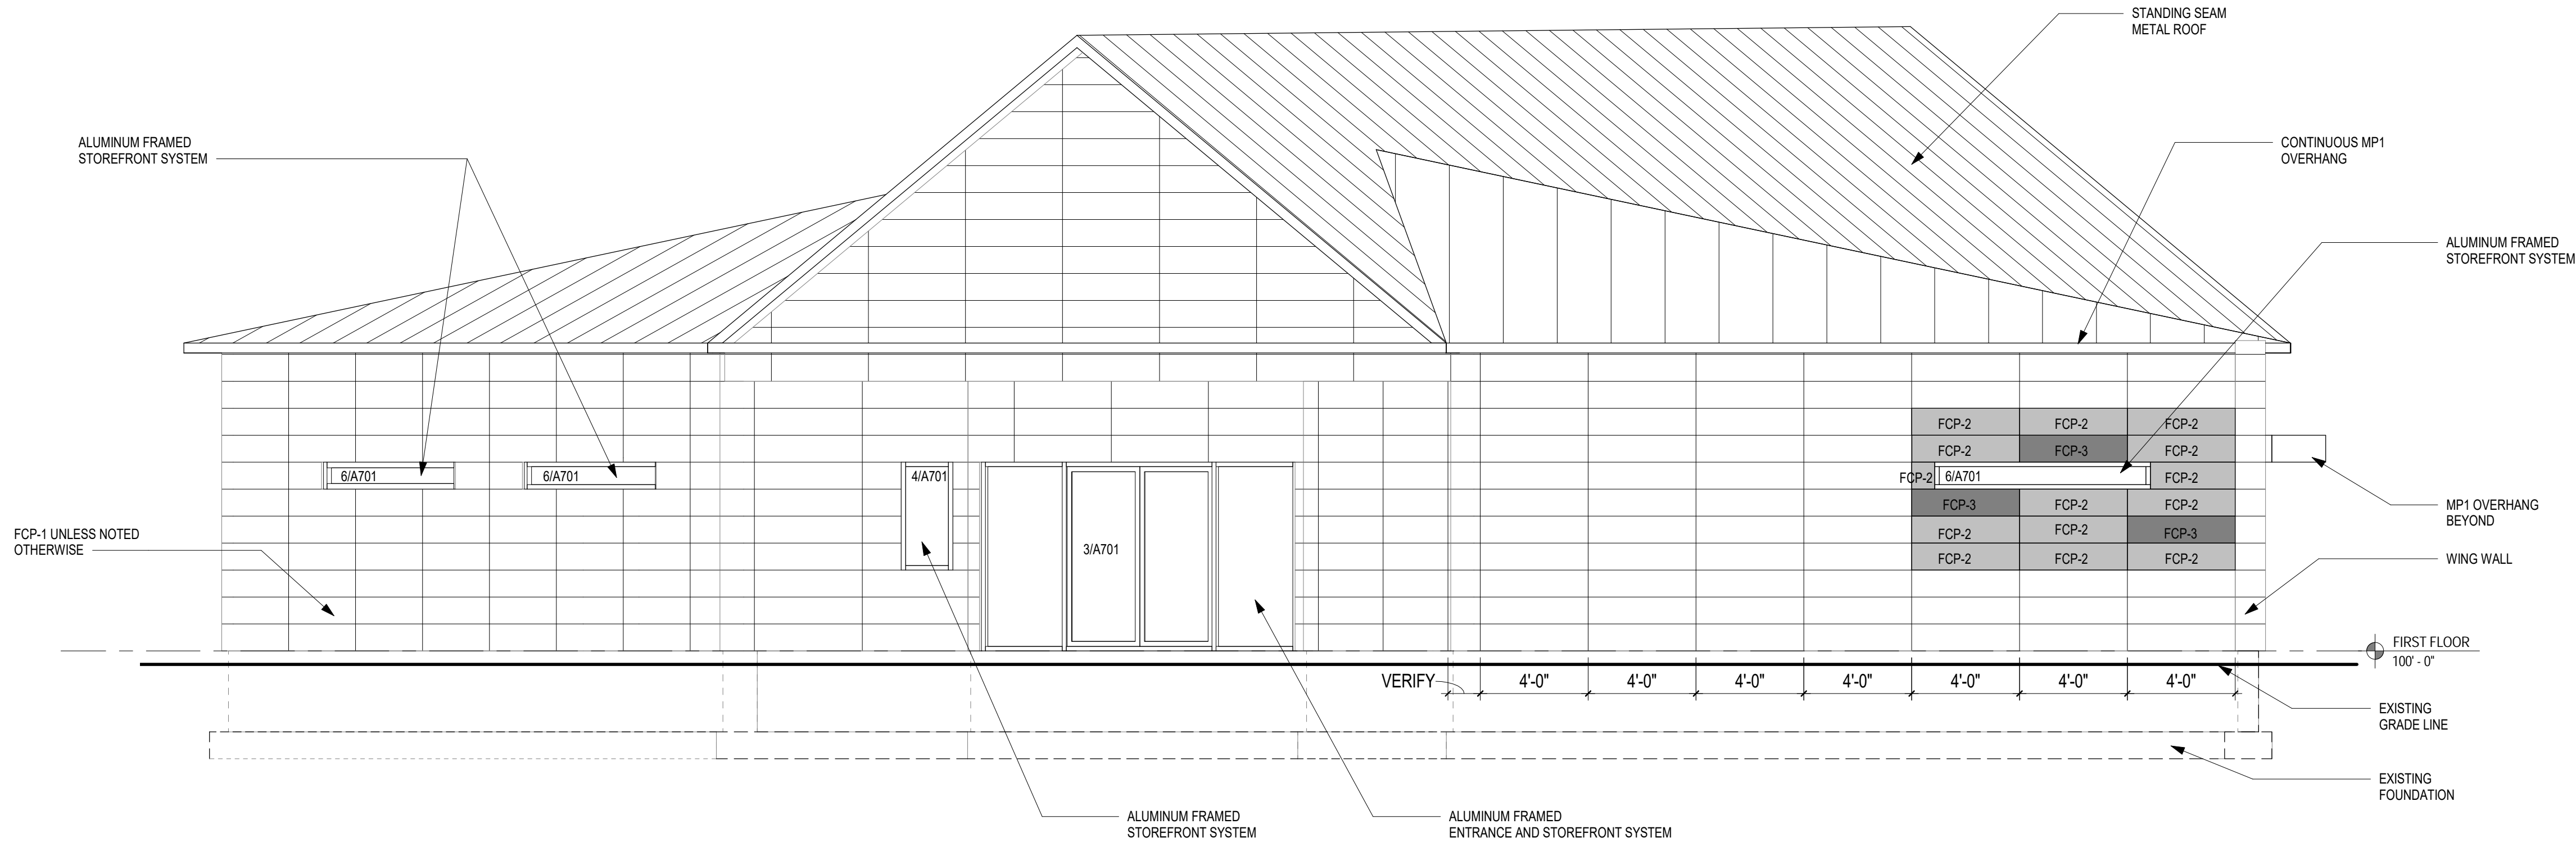 STANDING SEAM
METAL ROOF
ALUMINUM FRAMED
STOREFRONT SYSTEM
CONTINUOUS MP1
OVERHANG
ALUMINUM FRAMED
STOREFRONT SYSTEM
FCP-2 FCP-2 FCP-2
FCP-2 FCP-3 FCP-2
6/A701 6/A701 4/A701 FCP-2 6/A701 FCP-2
FCP-3 FCP-2 FCP-2
MP1 OVERHANG
BEYOND
FCP-1 UNLESS NOTED
OTHERWISE
FCP-2 FCP-2 FCP-3
3/A701
FCP-2 FCP-2 FCP-2
WING WALL
FIRST FLOOR
100' - 0"
VERIFY 4'-0" 4'-0" 4'-0" 4'-0" 4'-0" 4'-0" 4'-0"
EXISTING
GRADE LINE
EXISTING
FOUNDATION
ALUMINUM FRAMED
STOREFRONT SYSTEM
ALUMINUM FRAMED
ENTRANCE AND STOREFRONT SYSTEM